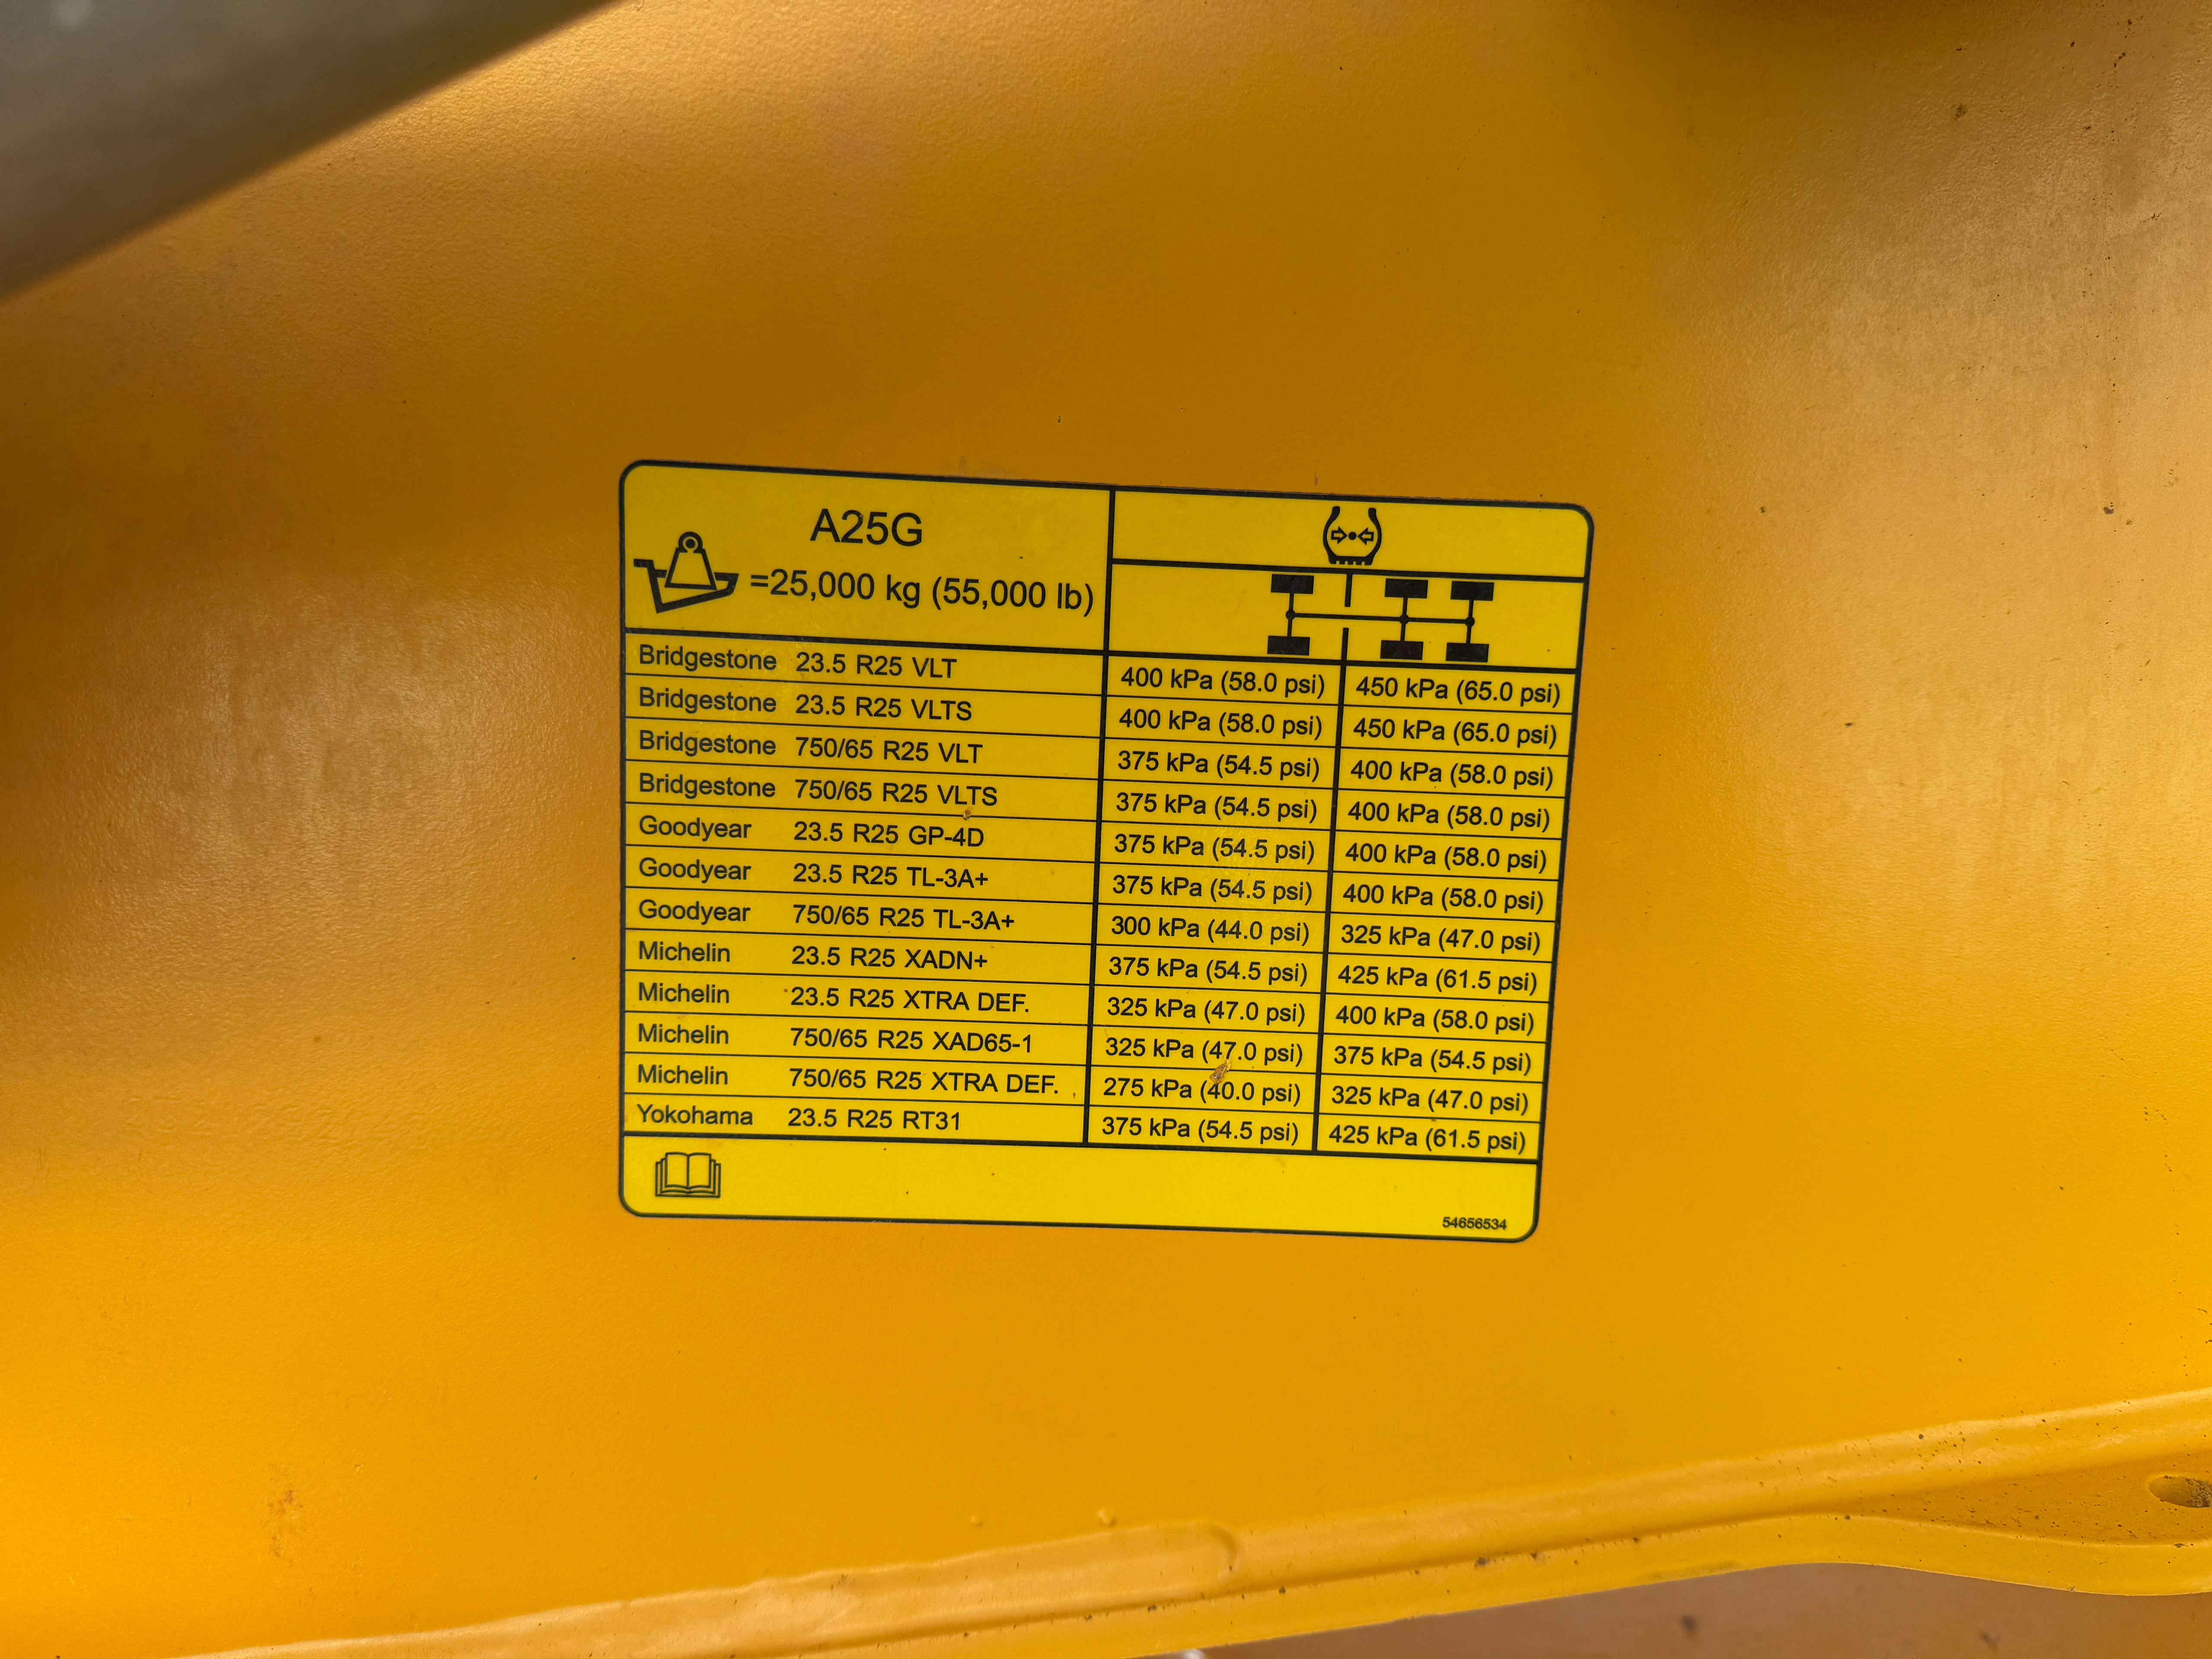 A25G
=25,000 kg (55,000 lb)
Bridgestone 23.5 R25 VLT 400 kPa (58.0 psi) 450 kPa (65.0 psi)
Bridgestone 23.5 R25 VLTS 400 kPa (58.0 psi) 450 kPa (65.0 psi)
Bridgestone 750/65 R25 VLT 375 kPa (54.5 psi) 400 kPa (58.0 psi)
Bridgestone 750/65 R25 VLTS 375 kPa (54.5 psi) 400 kPa (58.0 psi)
Goodyear 23.5 R25 GP-4D 375 kPa (54.5 psi) 400 kPa (58.0 psi)
Goodyear 23.5 R25 TL-3A+ 375 kPa (54.5 psi) 400 kPa (58.0 psi)
Goodyear 750/65 R25 TL-3A+ 300 kPa (44.0 psi) 325 kPa (47.0 psi)
Michelin 23.5 R25 XADN+ 375 kPa (54.5 psi) 425 kPa (61.5 psi)
Michelin 23.5 R25 XTRA DEF. 325 kPa (47.0 psi) 400 kPa (58.0 psi)
Michelin 750/65 R25 XAD65-1 325 kPa (47.0 psi) 375 kPa (54.5 psi)
Michelin 750/65 R25 XTRA DEF. 275 kPa (40.0 psi) 325 kPa (47.0 psi)
Yokohama 23.5 R25 RT31 375 kPa (54.5 psi) 425 kPa (61.5 psi)
54656534